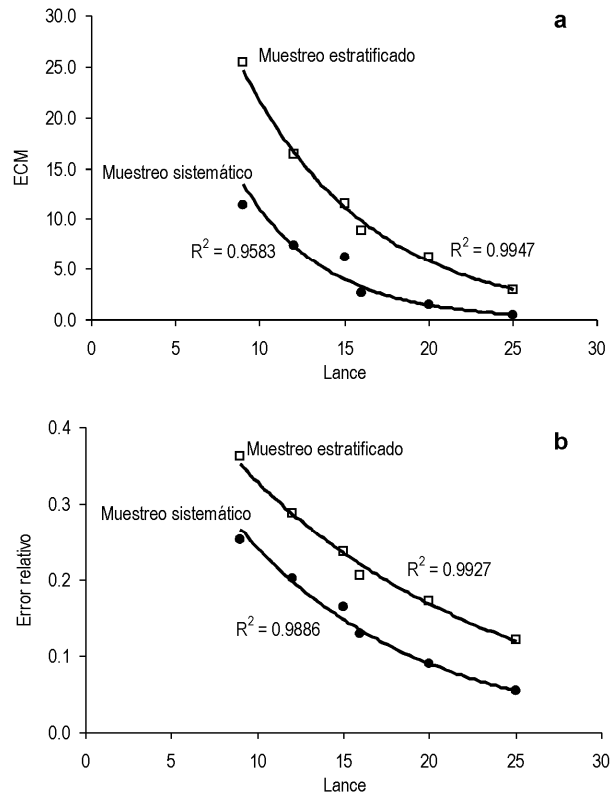 a
30.0
25.0
20.0
15.0
10.0
5.0
0.0
ECM
Muestreo estratificado
Muestreo sistemático
R² = 0.9583
R² = 0.9947
0 5 10 15 20 25 30
Lance
b
0.4
0.3
0.2
0.1
0.0
Error relativo
Muestreo estratificado
Muestreo sistemático
R² = 0.9927
R² = 0.9886
0 5 10 15 20 25 30
Lance